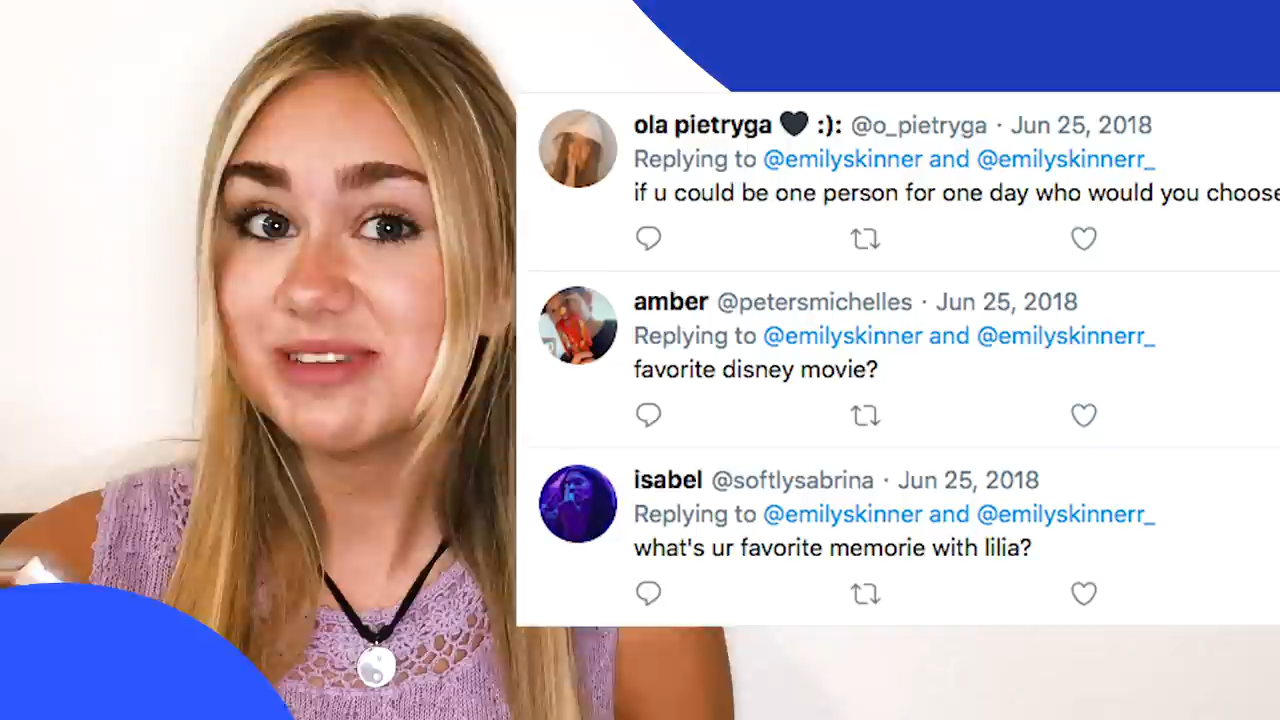 ola pietryga 🖤 :): @o_pietryga · Jun 25, 2018
Replying to @emilyskinner and @emilyskinnerr_
if u could be one person for one day who would you choose
amber @petersmichelles · Jun 25, 2018
Replying to @emilyskinner and @emilyskinnerr_
favorite disney movie?
isabel @softlysabrina · Jun 25, 2018
Replying to @emilyskinner and @emilyskinnerr_
what's ur favorite memorie with lilia?